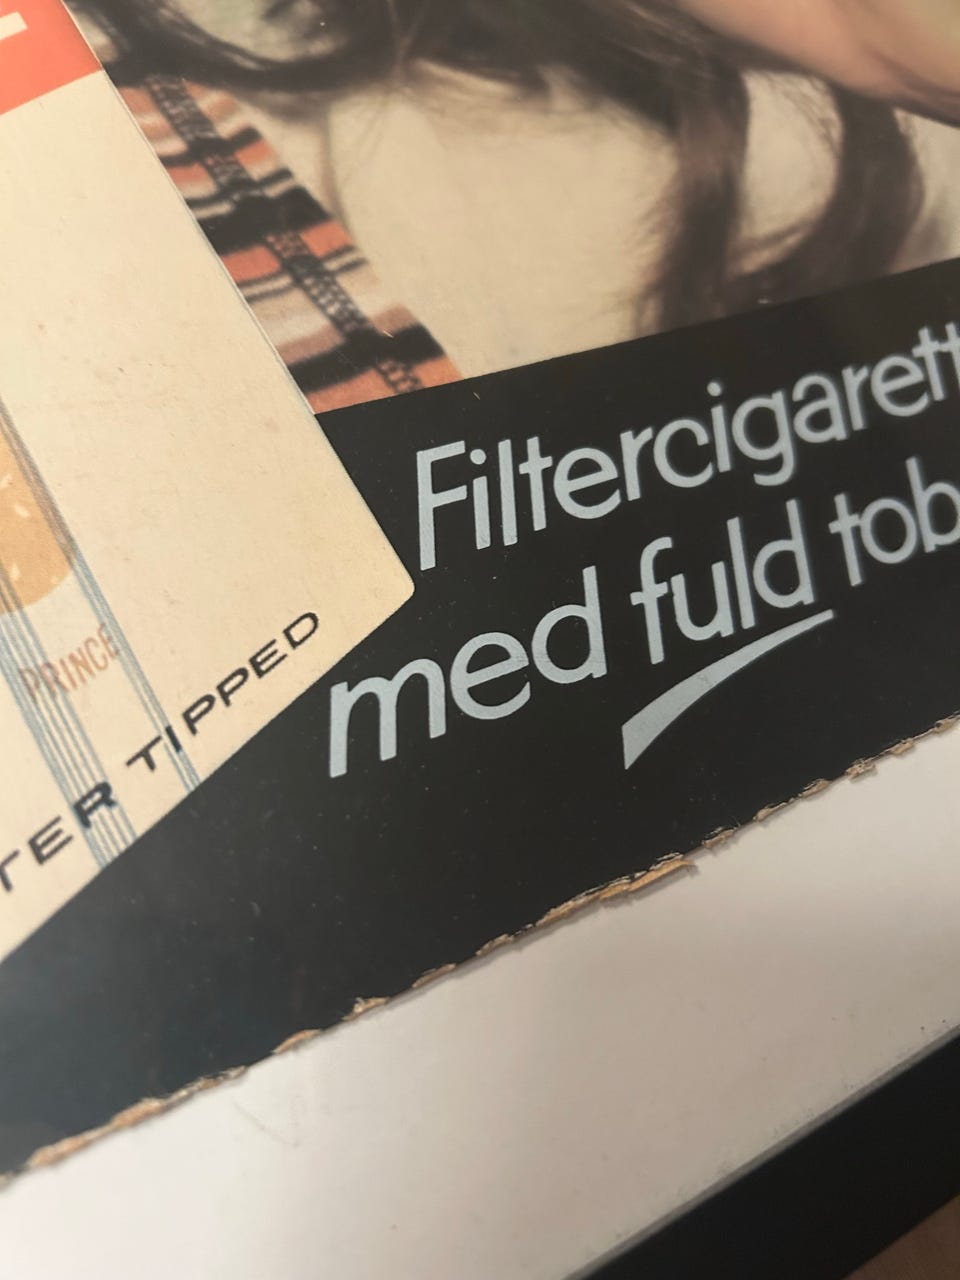 Filtercigarett
med fuld tob
PRINCE
TER TIPPED